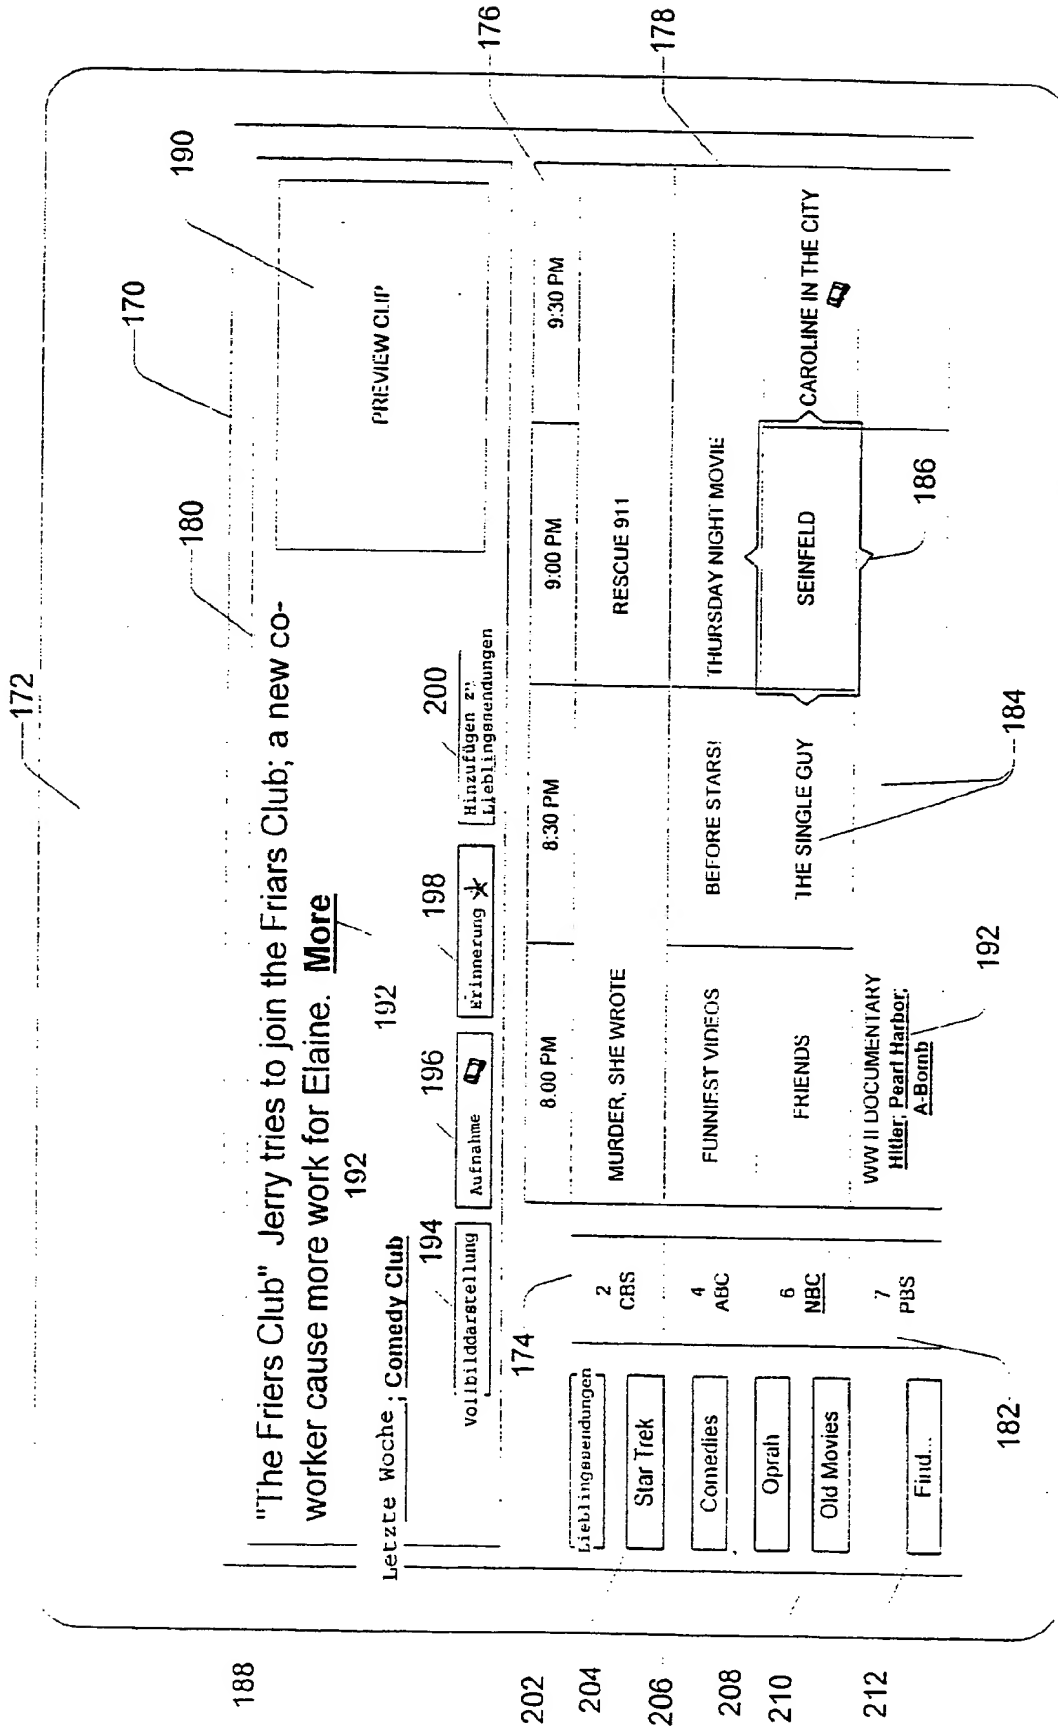 172
170
180
190
"The Friers Club" Jerry tries to join the Friars Club; a new co-
worker cause more work for Elaine. More
PREVIEW CLIP
188
192
192
Letzte Woche ; Comedy Club
194
196
198
200
Vollbilddarstellung
Aufnahme
Erinnerung
Hinzufügen
Lieblingssendungen
174
176
8:00 PM
8:30 PM
9:00 PM
9:30 PM
178
202
Lieblingssendungen
2
CBS
MURDER, SHE WROTE
RESCUE 911
204
Star Trek
206
Comedies
4
ABC
FUNNIEST VIDEOS
BEFORE STARS!
THURSDAY NIGHT MOVIE
208
Oprah
6
NBC
FRIENDS
THE SINGLE GUY
SEINFELD
CAROLINE IN THE CITY
210
Old Movies
7
PBS
WW II DOCUMENTARY
Hitler; Pearl Harbor;
A-Bomb
212
Find...
182
192
184
186